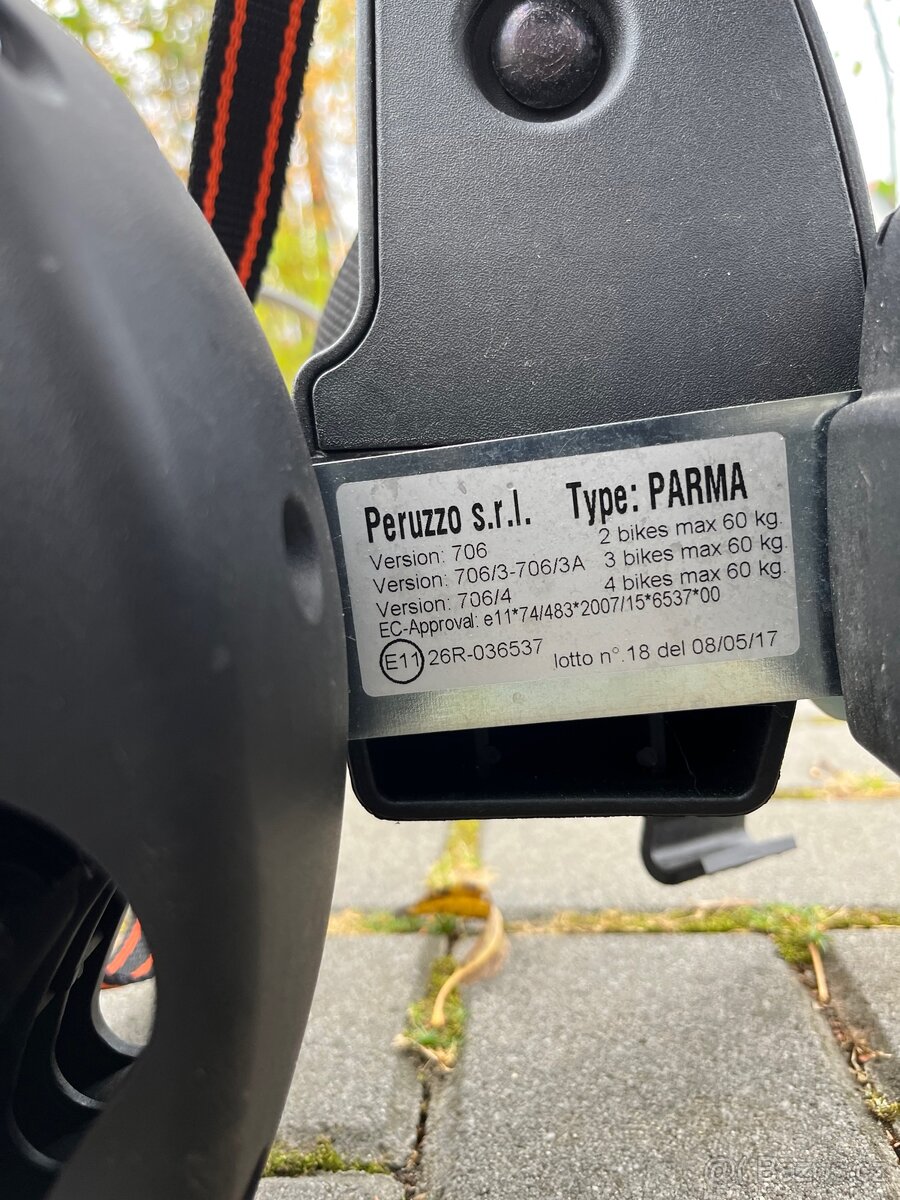 Peruzzo s.r.l. Type: PARMA
Version: 706 2 bikes max 60 kg.
Version: 706/3-706/3A 3 bikes max 60 kg.
Version: 706/4 4 bikes max 60 kg.
EC-Approval: e11*74/483*2007/15*6537*00
E11 26R-036537 lotto n°.18 del 08/05/17
Bazos.cz